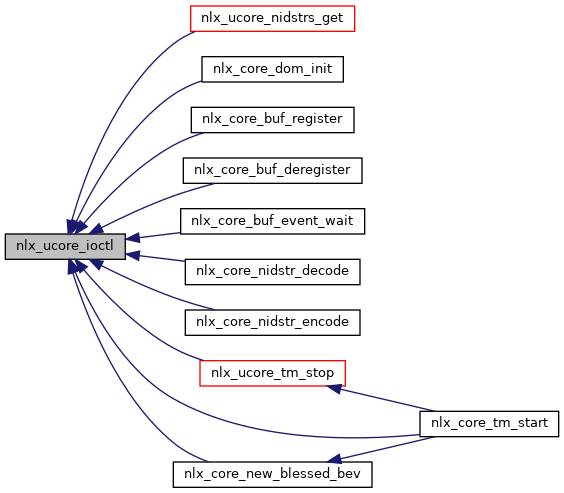 nlx_ucore_nidstrs_get
nlx_core_dom_init
nlx_core_buf_register
nlx_core_buf_deregister
nlx_core_buf_event_wait
nlx_ucore_ioctl
nlx_core_nidstr_decode
nlx_core_nidstr_encode
nlx_ucore_tm_stop
nlx_core_tm_start
nlx_core_new_blessed_bev